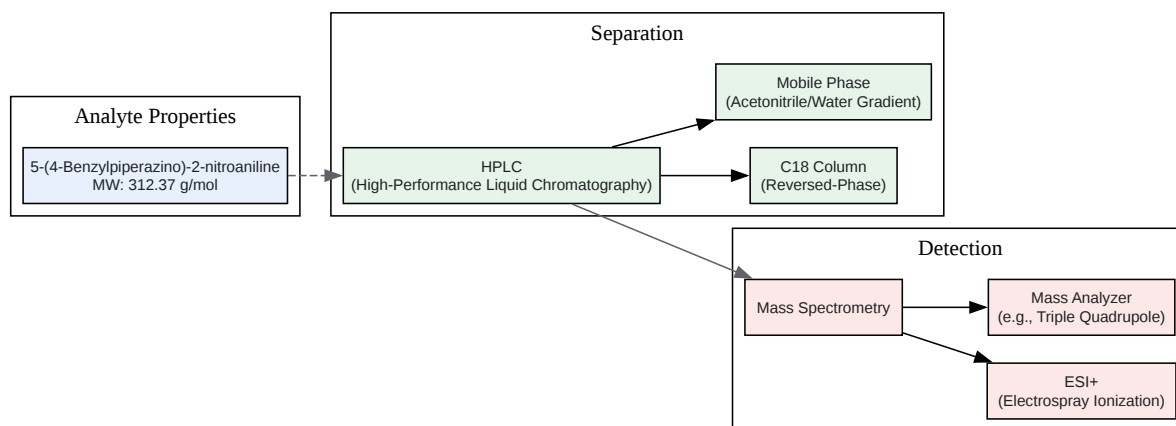 Separation
Mobile Phase
(Acetonitrile/Water Gradient)
Analyte Properties
5-(4-Benzylpiperazino)-2-nitroaniline
MW: 312.37 g/mol
HPLC
(High-Performance Liquid Chromatography)
C18 Column
(Reversed-Phase)
Detection
Mass Spectrometry
Mass Analyzer
(e.g., Triple Quadrupole)
ESI+
(Electrospray Ionization)